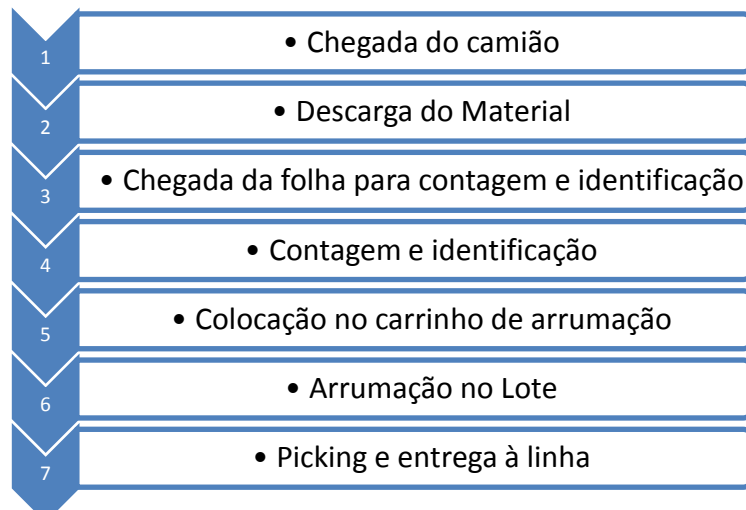 1
• Chegada do camião
2
• Descarga do Material
3
• Chegada da folha para contagem e identificação
4
• Contagem e identificação
5
• Colocação no carrinho de arrumação
6
• Arrumação no Lote
7
• Picking e entrega à linha